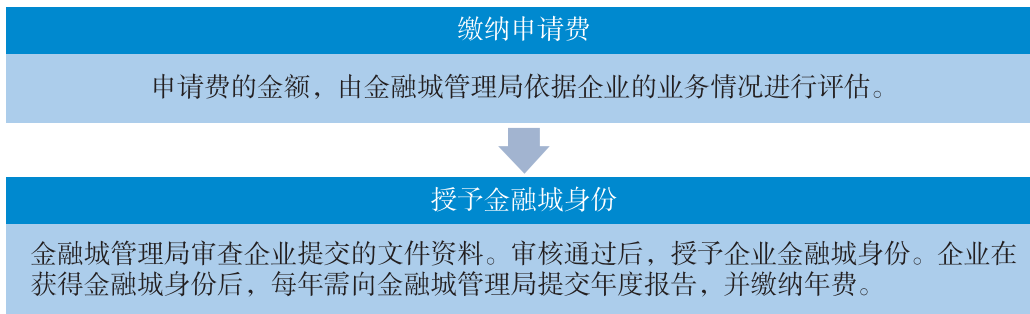 缴纳申请费
申请费的金额，由金融城管理局依据企业的业务情况进行评估。
授予金融城身份
金融城管理局审查企业提交的文件资料。审核通过后，授予企业金融城身份。企业在
获得金融城身份后，每年需向金融城管理局提交年度报告，并缴纳年费。